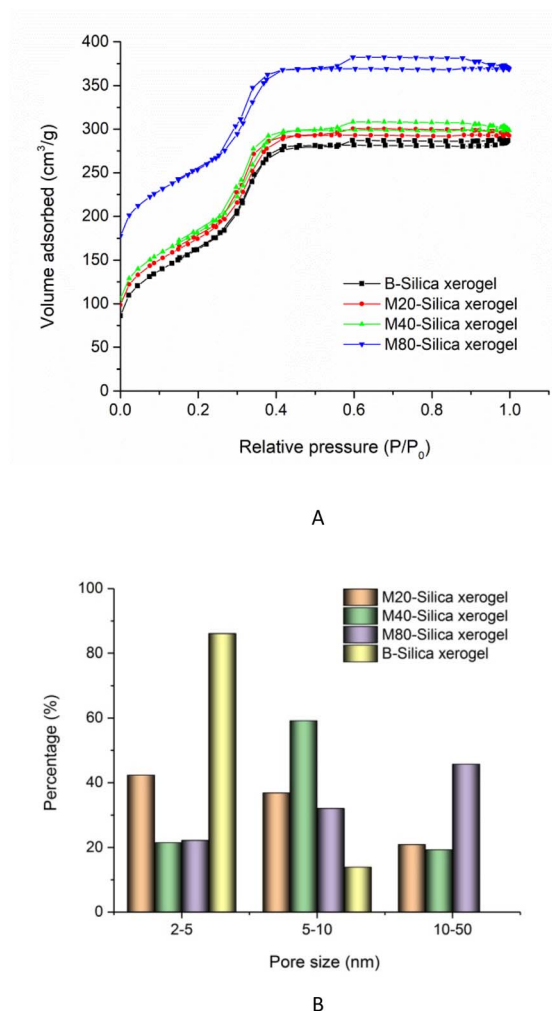 400
350
300
250
200
150
100
50
0
Volume adsorbed (cm³/g)
B-Silica xerogel
M20-Silica xerogel
M40-Silica xerogel
M80-Silica xerogel
0.0 0.2 0.4 0.6 0.8 1.0
Relative pressure (P/P₀)
A
100
80
60
40
20
0
Percentage (%)
M20-Silica xerogel
M40-Silica xerogel
M80-Silica xerogel
B-Silica xerogel
2-5 5-10 10-50
Pore size (nm)
B